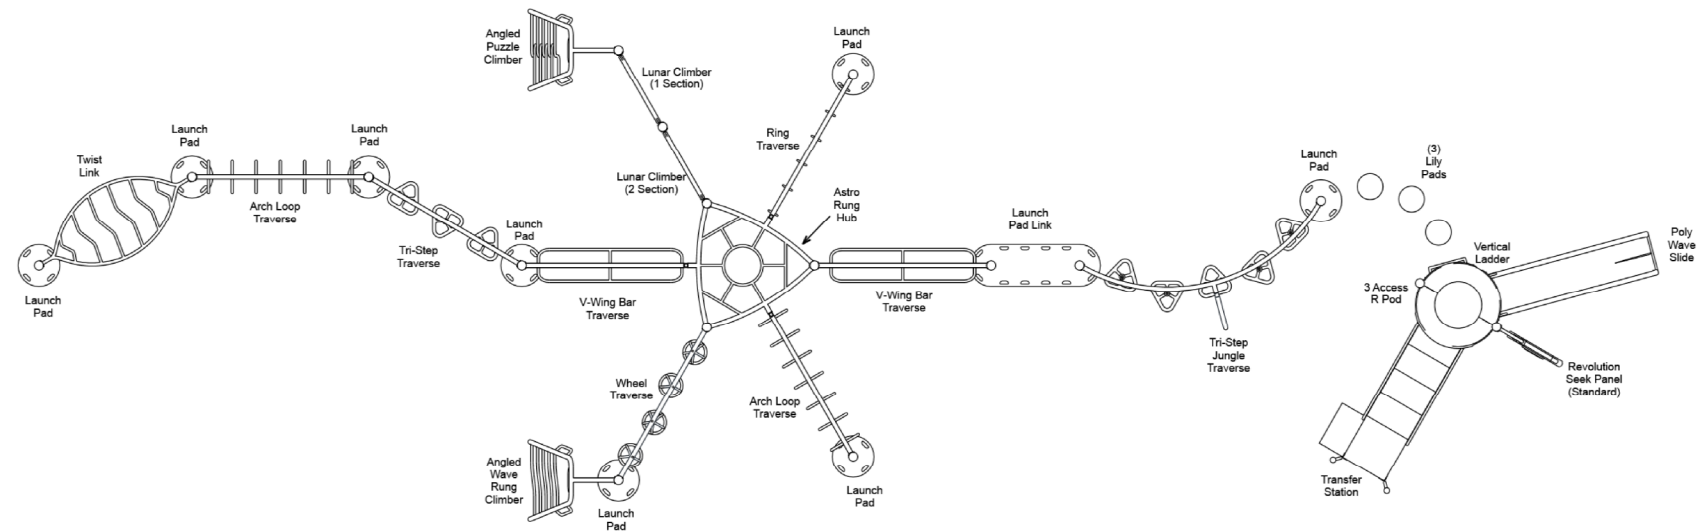 Angled
Puzzle
Climber
Launch
Pad
Lunar Climber
(1 Section)
Launch
Pad
Launch
Pad
Ring
Traverse
Twist
Link
Launch
Pad
(3)
Lily
Pads
Lunar Climber
(2 Section)
Astro
Rung
Hub
Arch Loop
Traverse
Launch
Pad
Launch
Pad Link
Tri-Step
Traverse
Vertical
Ladder
Poly
Wave
Slide
Launch
Pad
V-Wing Bar
Traverse
V-Wing Bar
Traverse
3 Access
R Pod
Tri-Step
Jungle
Traverse
Wheel
Traverse
Arch Loop
Traverse
Revolution
Seek Panel
(Standard)
Angled
Wave
Rung
Climber
Launch
Pad
Launch
Pad
Transfer
Station